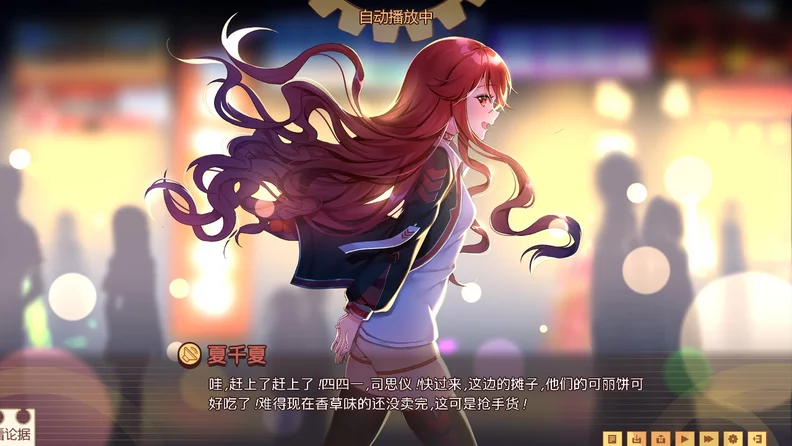 自动播放中
夏千夏
哇,赶上了赶上了!四四一,司思仪!快过来,这边的摊子,他们的可丽饼可
好吃了!难得现在香草味的还没卖完,这可是抢手货!
论据